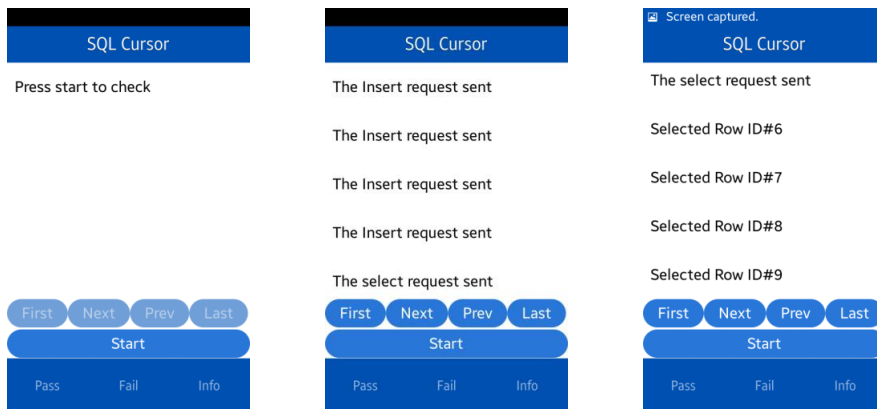 SQL Cursor
Press start to check
First Next Prev Last
Start
Pass Fail Info
SQL Cursor
The Insert request sent
The Insert request sent
The Insert request sent
The Insert request sent
The select request sent
First Next Prev Last
Start
Pass Fail Info
Screen captured.
SQL Cursor
The select request sent
Selected Row ID#6
Selected Row ID#7
Selected Row ID#8
Selected Row ID#9
First Next Prev Last
Start
Pass Fail Info